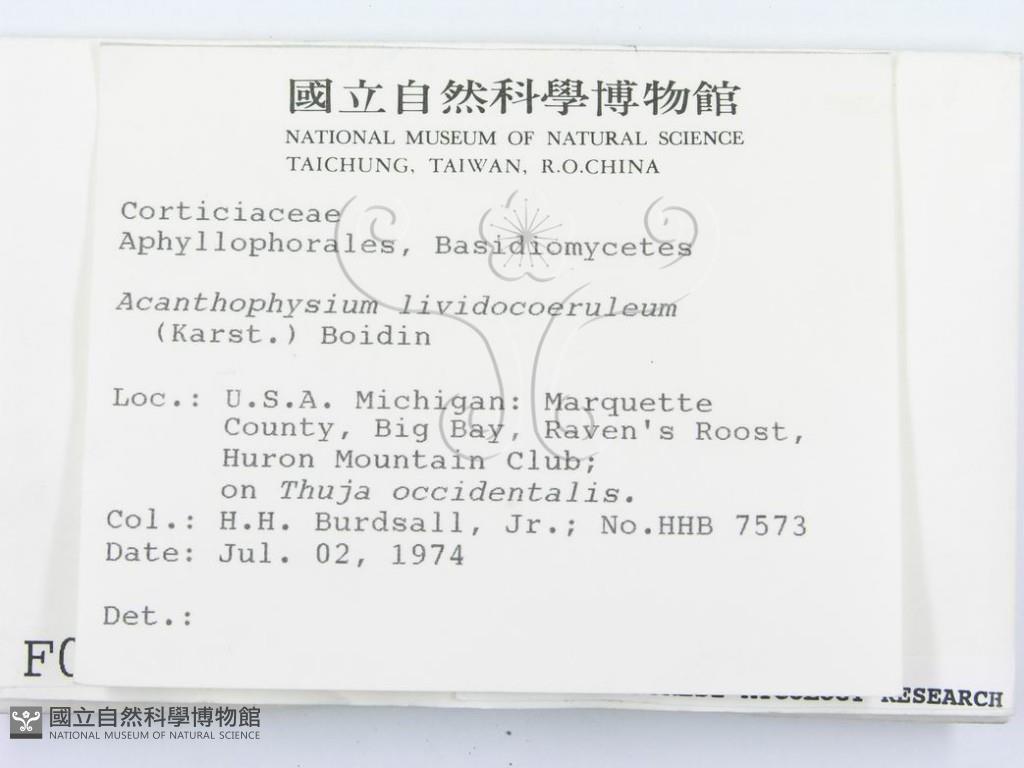 國立自然科學博物館
NATIONAL MUSEUM OF NATURAL SCIENCE
TAICHUNG, TAIWAN, R.O.CHINA
Corticiaceae
Aphyllophorales, Basidiomycetes
Acanthophysium lividocoeruleum
(Karst.) Boidin
Loc.: U.S.A. Michigan: Marquette
County, Big Bay, Raven's Roost,
Huron Mountain Club;
on Thuja occidentalis.
Col.: H.H. Burdsall, Jr.; No.HHB 7573
Date: Jul. 02, 1974
Det.:
RESEARCH
國立自然科學博物館
NATIONAL MUSEUM OF NATURAL SCIENCE